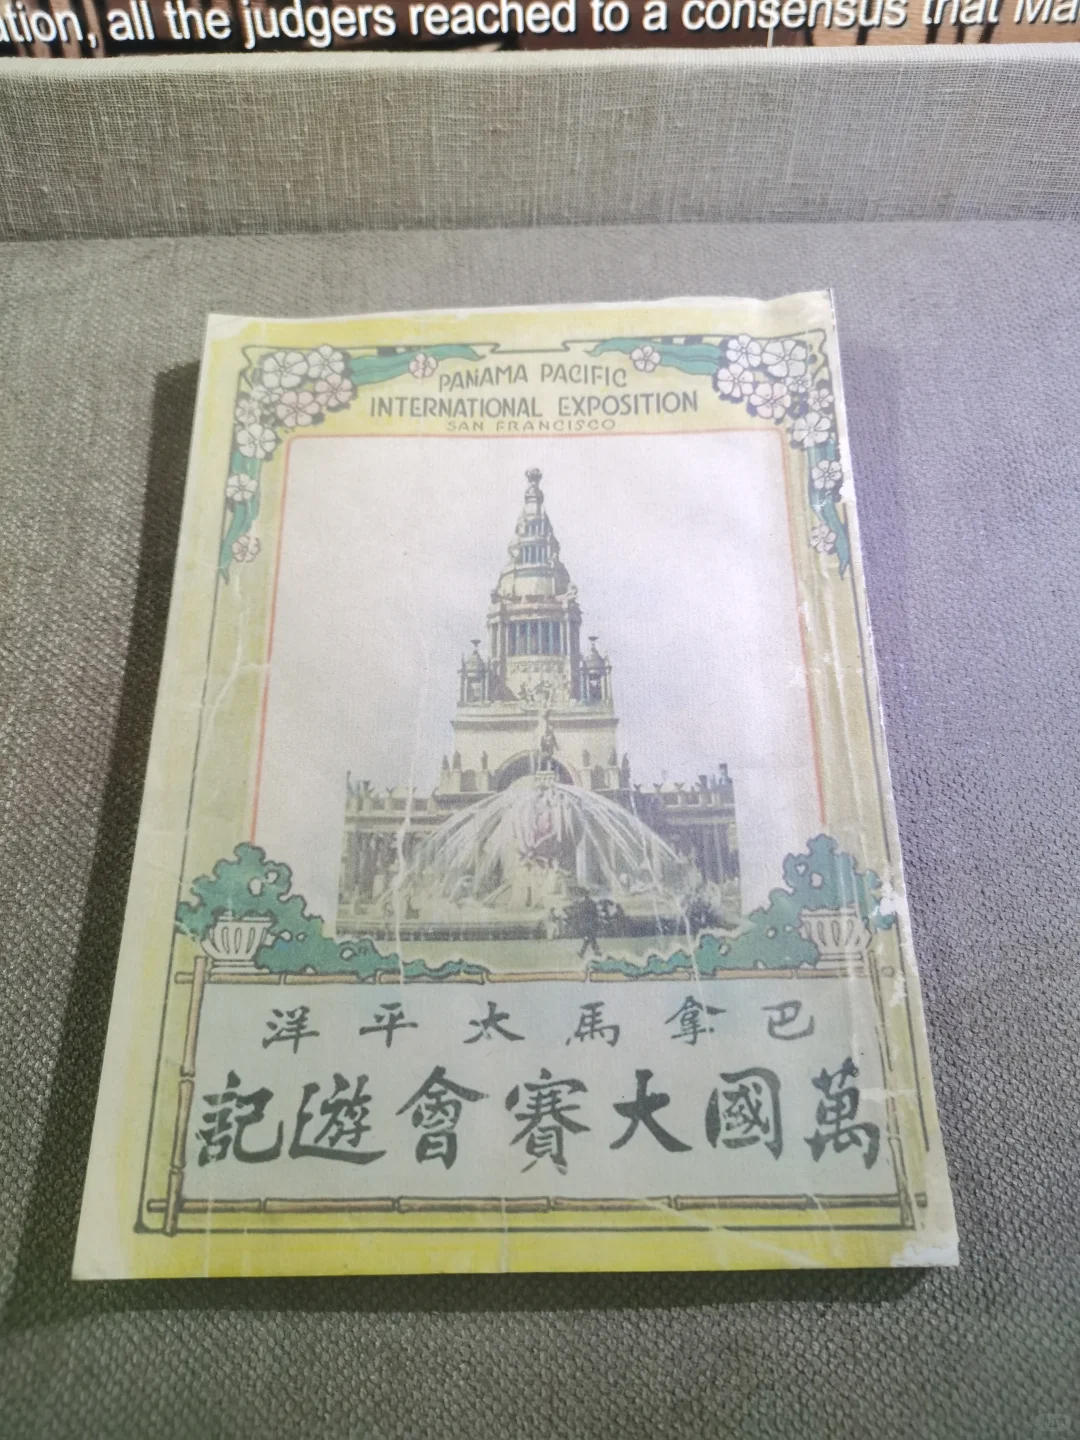 ation, all the judgers reached to a consensus that Ma
PANAMA PACIFIC
INTERNATIONAL EXPOSITION
SAN FRANCISCO
巴拿馬太平洋
萬國大賽會遊記